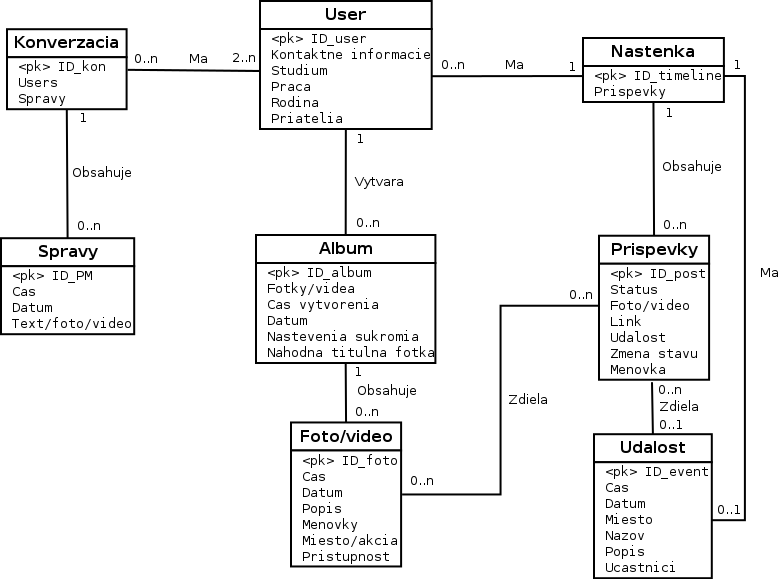 Konverzacia
<pk> ID_kon
Users
Spravy
0..n
Ma
2..n
User
<pk> ID_user
Kontaktne informacie
Studium
Praca
Rodina
Priatelia
0..n
Ma
1
Nastenka
<pk> ID_timeline
Prispevky
1
1
Obsahuje
0..n
1
Vytvara
0..n
1
Obsahuje
0..n
Ma
Spravy
<pk> ID_PM
Cas
Datum
Text/foto/video
Album
<pk> ID_album
Fotky/videa
Cas vytvorenia
Datum
Nastevenia sukromia
Nahodna titulna fotka
Prispevky
<pk> ID_post
Status
Foto/video
Link
Udalost
Zmena stavu
Menovka
0..n
Zdiela
0..n
1
Obsahuje
0..n
0..n
Zdiela
0..1
Foto/video
<pk> ID_foto
Cas
Datum
Popis
Menovky
Miesto/akcia
Pristupnost
Udalost
<pk> ID_event
Cas
Datum
Miesto
Nazov
Popis
Ucastnici
0..1